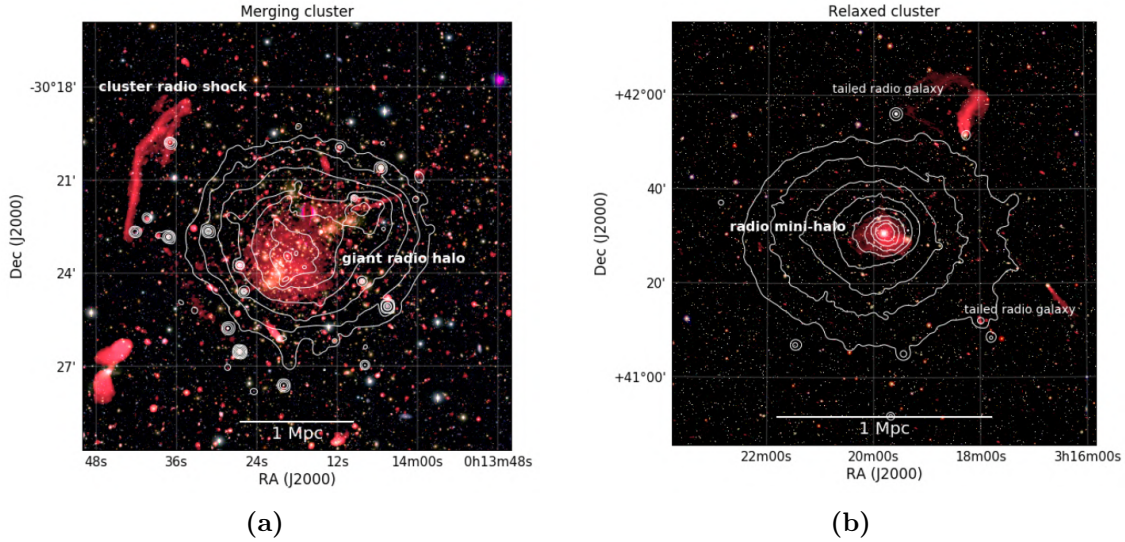 Merging cluster
cluster radio shock
giant radio halo
1 Mpc
-30°18'
21'
24'
27'
Dec (J2000)
48s 36s 24s 12s 14m00s 0h13m48s
RA (J2000)
(a)
Relaxed cluster
tailed radio galaxy
radio mini-halo
tailed radio galaxy
1 Mpc
+42°00'
40'
20'
+41°00'
Dec (J2000)
22m00s 20m00s 18m00s 3h16m00s
RA (J2000)
(b)